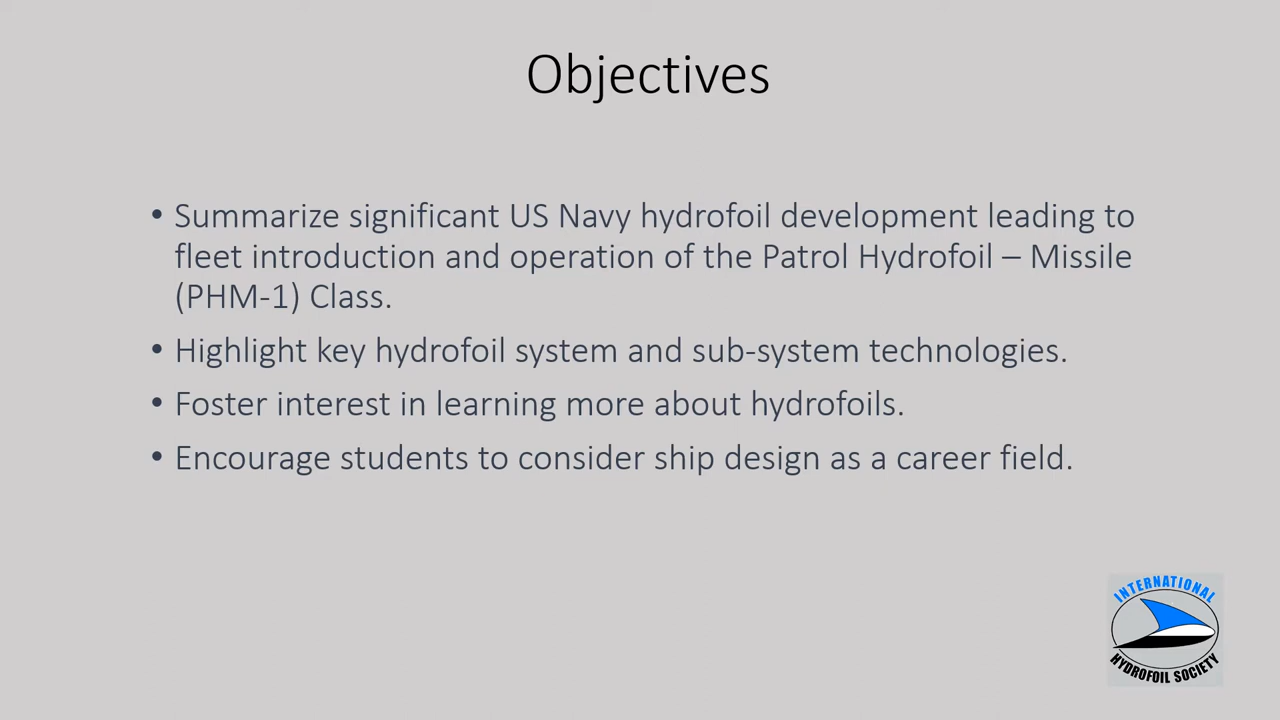 Objectives
• Summarize significant US Navy hydrofoil development leading to
fleet introduction and operation of the Patrol Hydrofoil – Missile
(PHM-1) Class.
• Highlight key hydrofoil system and sub-system technologies.
• Foster interest in learning more about hydrofoils.
• Encourage students to consider ship design as a career field.
INTERNATIONAL
HYDROFOIL SOCIETY